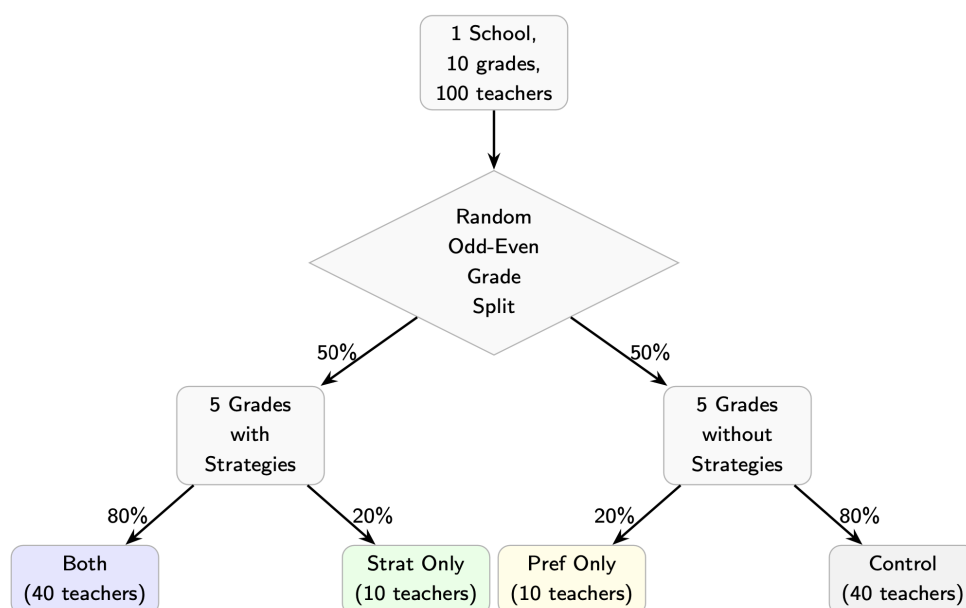 1 School,
10 grades,
100 teachers
Random
Odd-Even
Grade
Split
50%
50%
5 Grades
with
Strategies
5 Grades
without
Strategies
80%
20%
20%
80%
Both
(40 teachers)
Strat Only
(10 teachers)
Pref Only
(10 teachers)
Control
(40 teachers)